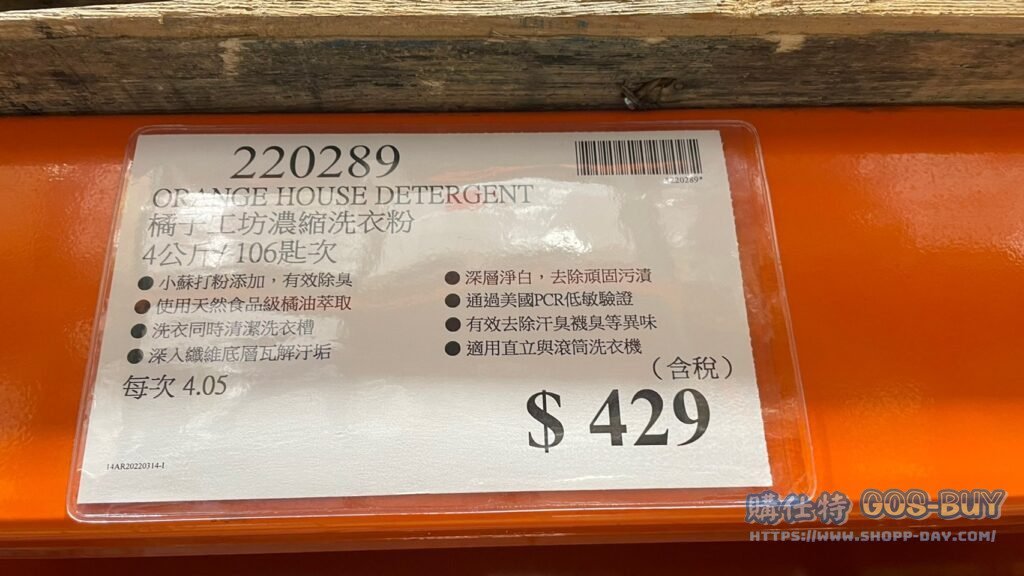 220289
*220289*
ORANGE HOUSE DETERGENT
橘子工坊濃縮洗衣粉
4公斤/ 106匙次
● 小蘇打粉添加，有效除臭
● 使用天然食品級橘油萃取
● 洗衣同時清潔洗衣槽
● 深入纖維底層瓦解汙垢
● 深層淨白，去除頑固污漬
● 通過美國PCR低敏驗證
● 有效去除汗臭襪臭等異味
● 適用直立與滾筒洗衣機
每次 4.05
（含稅）
$ 429
14AR20220314-1
購仕特 GOS-BUY
HTTPS://WWW.SHOPP-DAY.COM/